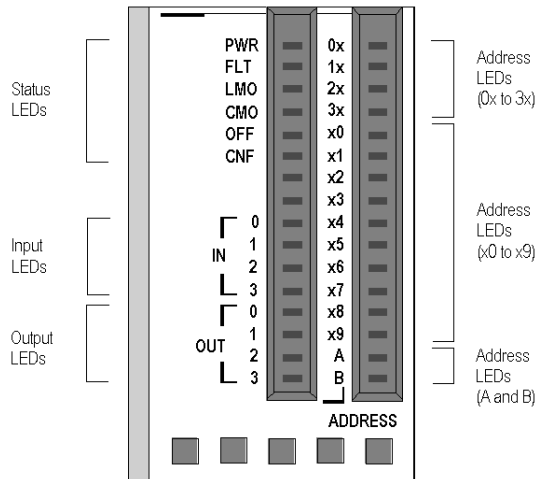 PWR 0x
FLT 1x
LMO 2x
CMO 3x
OFF x0
CNF x1
x2
x3
0 x4
1 x5
2 x6
3 x7
IN
0 x8
1 x9
2 A
3 B
OUT
ADDRESS
Status
LEDs
Input
LEDs
Output
LEDs
Address
LEDs
(0x to 3x)
Address
LEDs
(x0 to x9)
Address
LEDs
(A and B)